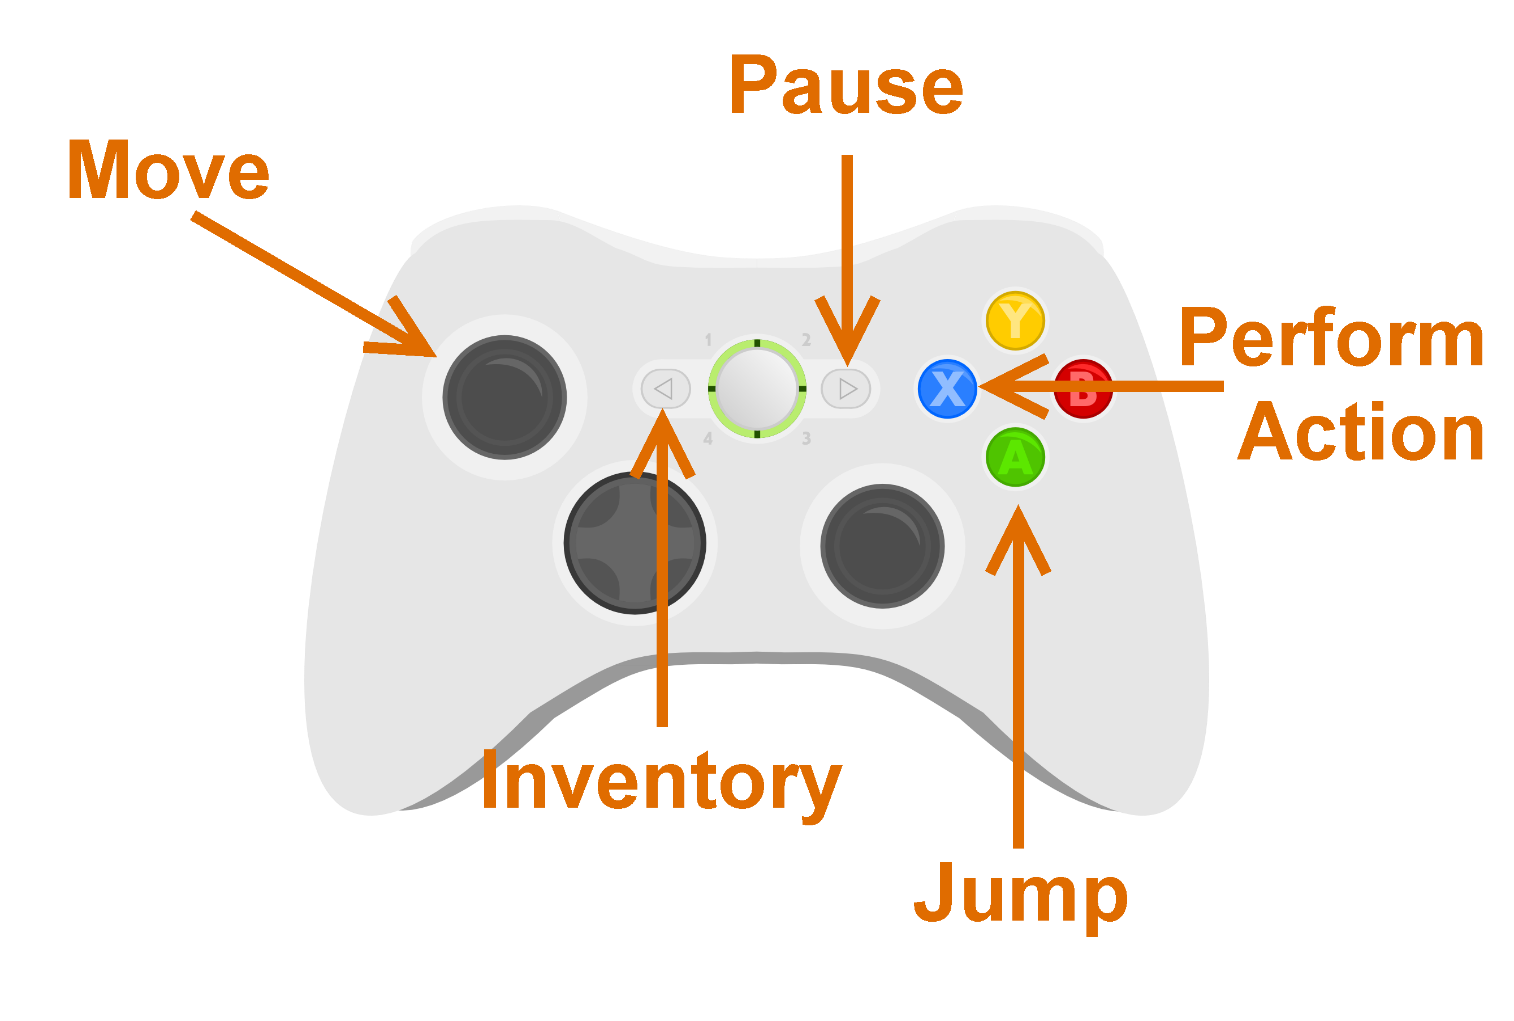 Pause
Move
1 2
Y
Perform
X B
Action
4 3
A
Inventory
Jump